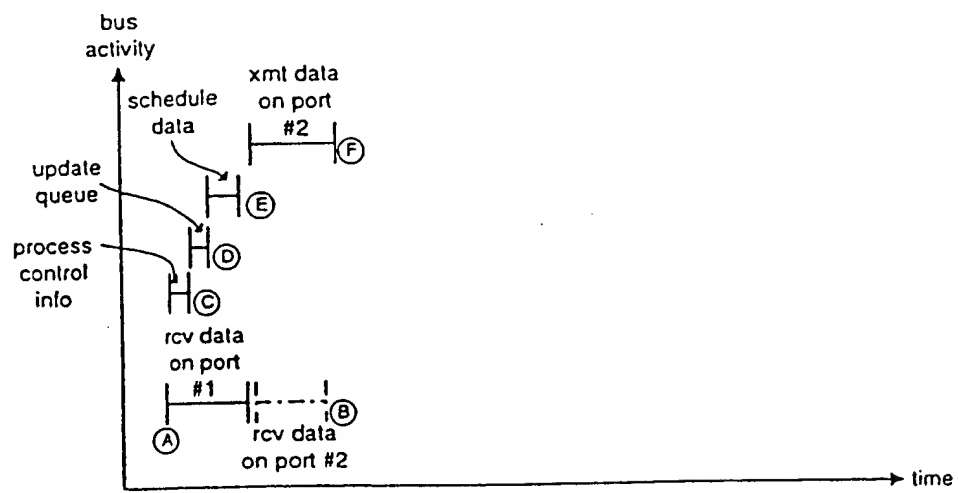 bus
activity
xmt data
on port
#2
F
schedule
data
E
update
queue
D
process
control
info
C
rcv data
on port
#1
A
B
rcv data
on port #2
time